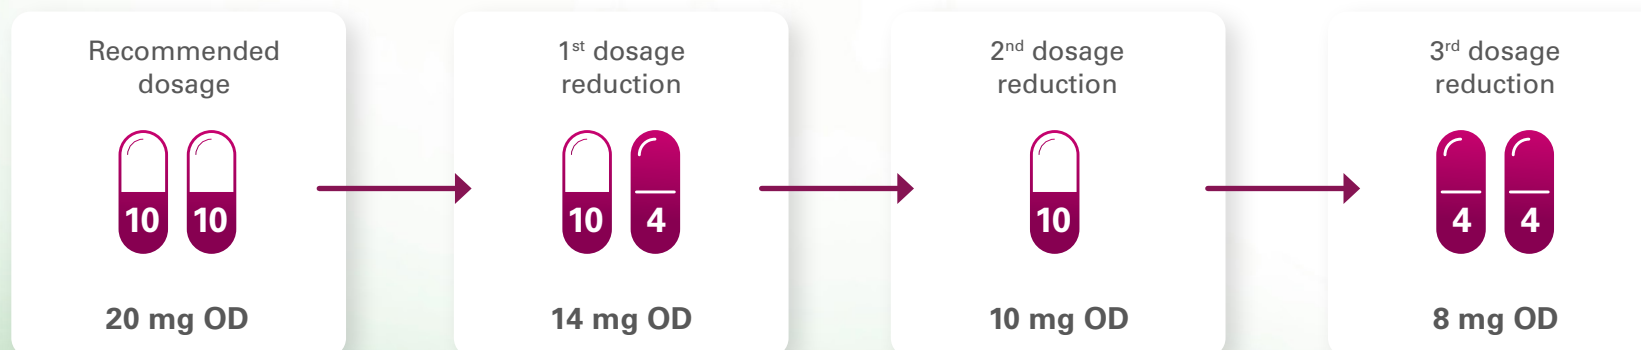 Recommended
dosage
10 10
20 mg OD
1st dosage
reduction
10 4
14 mg OD
2nd dosage
reduction
10
10 mg OD
3rd dosage
reduction
4 4
8 mg OD